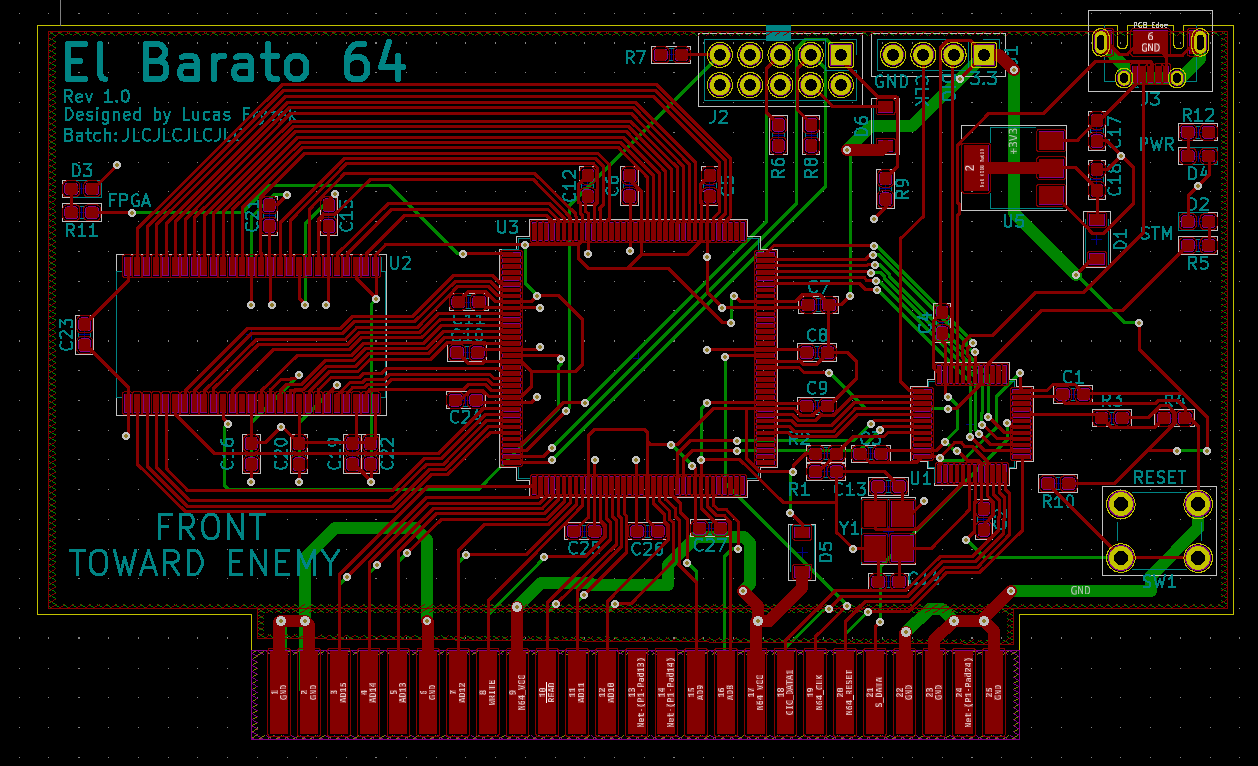 El Barato 64
Rev 1.0
Designed by Lucas
Batch:JLCJLCJLCJLC
R7
J2
GND
3.3
J1
PCB Edge
6
GND
J3
R12
PWR
D4
D2
STM
R5
C17
C18
D1
U5
+3V3
2
D6
R6
R8
R9
D3
FPGA
R11
C12
U3
U2
C23
C11
C24
C7
C8
C9
C1
R10
RESET
SW1
R1
C13
U1
Y1
D5
C16
C20
C19
C22
C25
C26
C27
FRONT
TOWARD ENEMY
GND
1
GND
2
GND
3
AD15
4
AD14
5
AD13
6
GND
7
AD12
8
WRITE
9
N64_VCC
10
READ
11
AD11
12
AD10
13
Net-(P1-Pad13)
14
Net-(P1-Pad14)
15
AD9
16
AD8
17
N64_VCC
18
CIC_DATA1
19
N64_CLK
20
N64_RESET
21
S_DATA
22
GND
23
GND
24
Net-(P1-Pad24)
25
GND